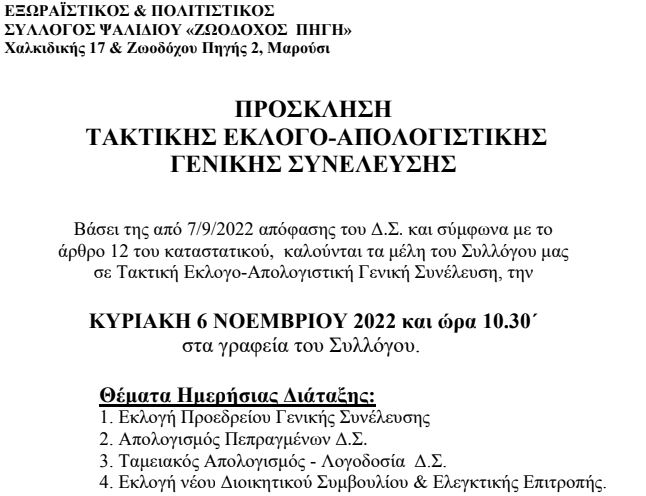 ΕΞΩΡΑΪΣΤΙΚΟΣ & ΠΟΛΙΤΙΣΤΙΚΟΣ
ΣΥΛΛΟΓΟΣ ΨΑΛΙΔΙΟΥ «ΖΩΟΔΟΧΟΣ ΠΗΓΗ»
Χαλκιδικής 17 & Ζωοδόχου Πηγής 2, Μαρούσι
ΠΡΟΣΚΛΗΣΗ
ΤΑΚΤΙΚΗΣ ΕΚΛΟΓΟ-ΑΠΟΛΟΓΙΣΤΙΚΗΣ
ΓΕΝΙΚΗΣ ΣΥΝΕΛΕΥΣΗΣ
Βάσει της από 7/9/2022 απόφασης του Δ.Σ. και σύμφωνα με το
άρθρο 12 του καταστατικού, καλούνται τα μέλη του Συλλόγου μας
σε Τακτική Εκλογο-Απολογιστική Γενική Συνέλευση, την
ΚΥΡΙΑΚΗ 6 ΝΟΕΜΒΡΙΟΥ 2022 και ώρα 10.30΄
στα γραφεία του Συλλόγου.
Θέματα Ημερήσιας Διάταξης:
1. Εκλογή Προεδρείου Γενικής Συνέλευσης
2. Απολογισμός Πεπραγμένων Δ.Σ.
3. Ταμειακός Απολογισμός - Λογοδοσία Δ.Σ.
4. Εκλογή νέου Διοικητικού Συμβουλίου & Ελεγκτικής Επιτροπής.